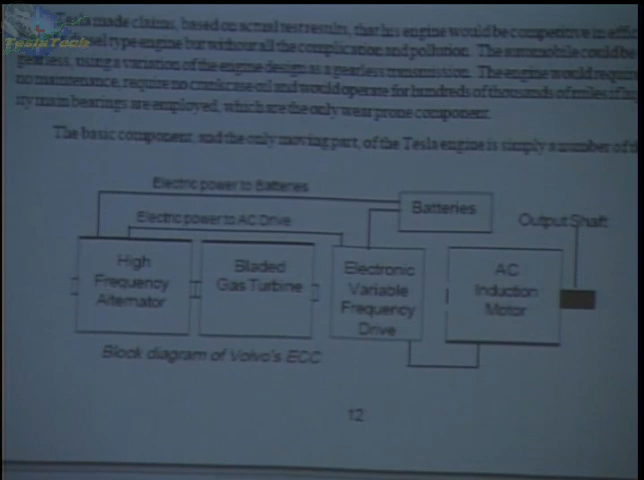 Tesla made claims, based on actual test results, that his engine would be competitive in
type engine but without all the complication and pollution. The automobile could be
gearless, using a variation of the engine design as a gearless transmission. The engine would
no maintenance, require no crankcase oil and would operate for hundreds of thousands of miles
main bearings are employed, which are the only wear prone component.
The basic component, and the only moving part, of the Tesla engine is simply a number of
TeslaTech
Electric power to Batteries
Batteries
Electric power to AC Drive
Output Shaft
High
Frequency
Alternator
Bladed
Gas Turbine
Electronic
Variable
Frequency
Drive
AC
Induction
Motor
Block diagram of Volvo's ECC
12